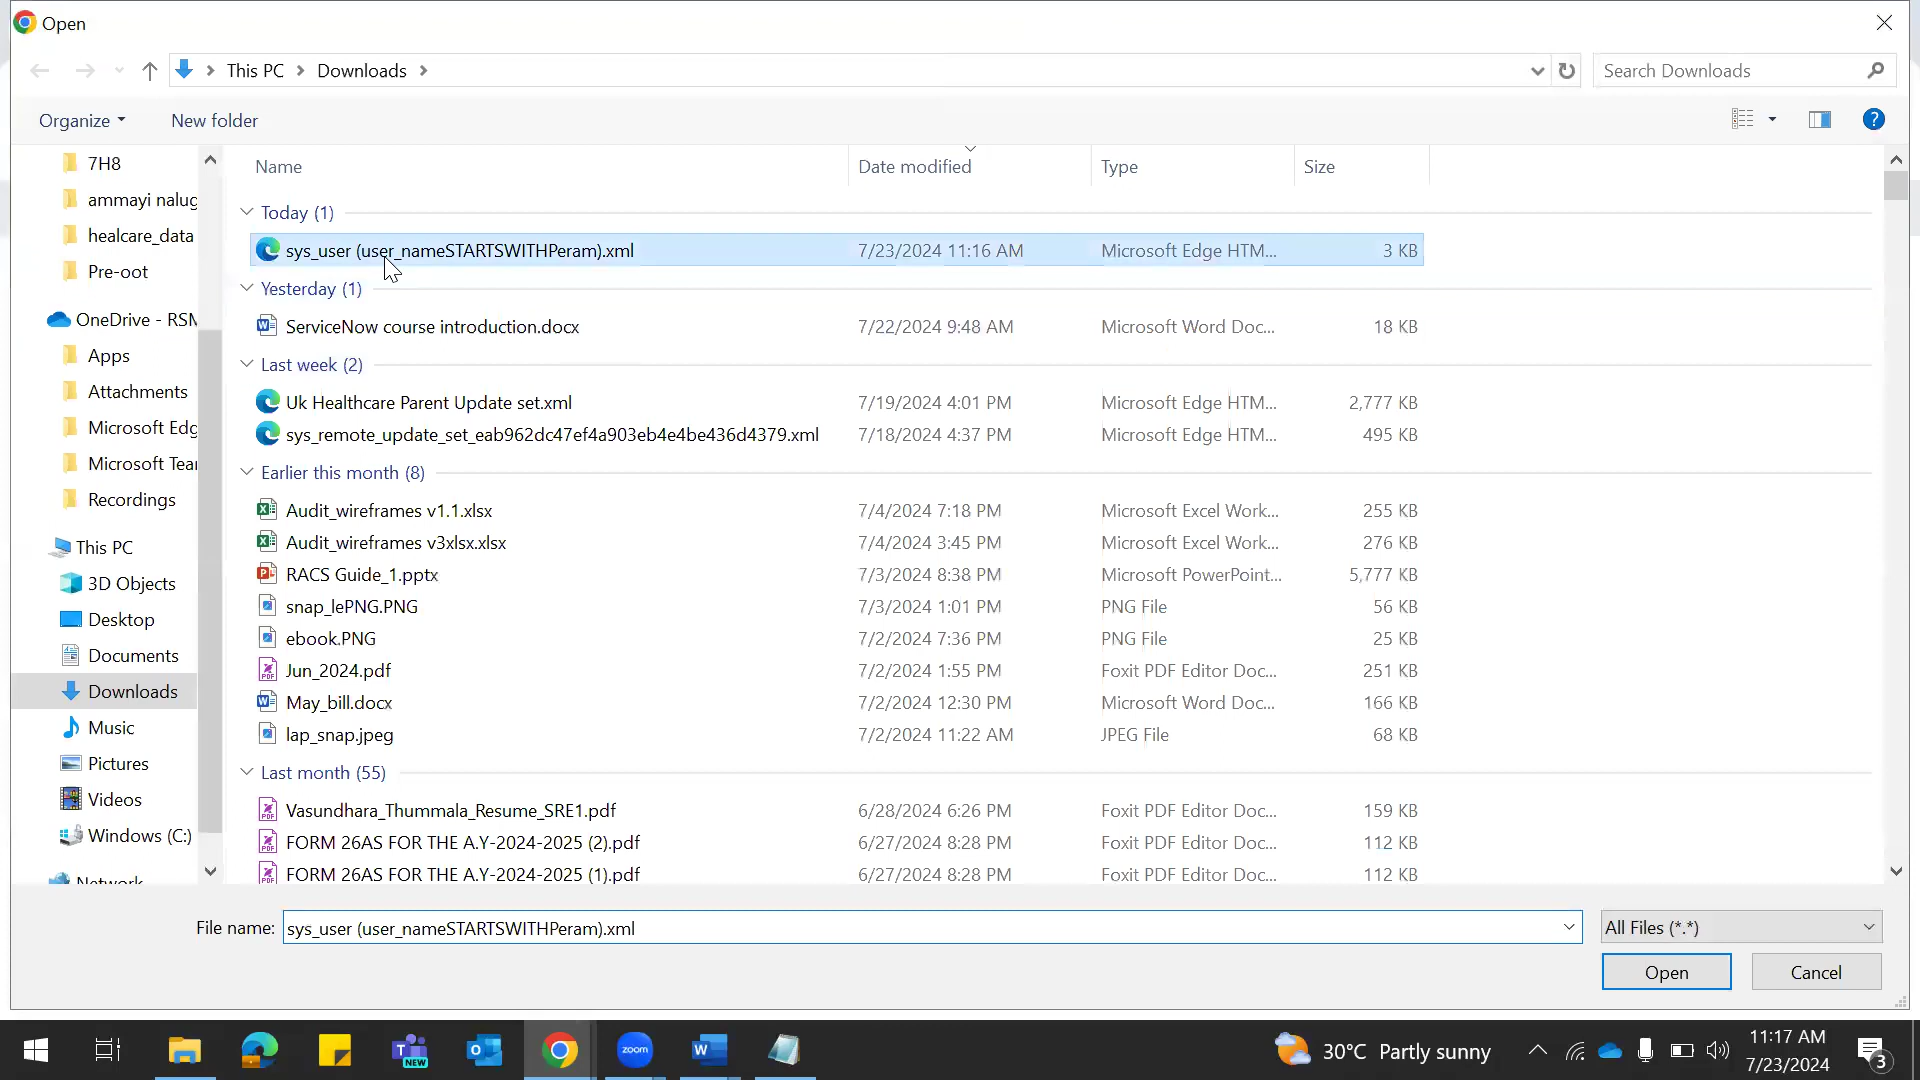 Open
This PC > Downloads >
Search Downloads
Organize
New folder
?
7H8
ammayi nalug
healcare_data
Pre-oot
OneDrive - RSM
Apps
Attachments
Microsoft Edg
Microsoft Tea
Recordings
This PC
3D Objects
Desktop
Documents
Downloads
Music
Pictures
Videos
Windows (C:)
Network
Name Date modified Type Size
Today (1)
sys_user (user_nameSTARTSWITHPeram).xml 7/23/2024 11:16 AM Microsoft Edge HTM... 3 KB
Yesterday (1)
ServiceNow course introduction.docx 7/22/2024 9:48 AM Microsoft Word Doc... 18 KB
Last week (2)
Uk Healthcare Parent Update set.xml 7/19/2024 4:01 PM Microsoft Edge HTM... 2,777 KB
sys_remote_update_set_eab962dc47ef4a903eb4e4be436d4379.xml 7/18/2024 4:37 PM Microsoft Edge HTM... 495 KB
Earlier this month (8)
Audit_wireframes v1.1.xlsx 7/4/2024 7:18 PM Microsoft Excel Work... 255 KB
Audit_wireframes v3xlsx.xlsx 7/4/2024 3:45 PM Microsoft Excel Work... 276 KB
RACS Guide_1.pptx 7/3/2024 8:38 PM Microsoft PowerPoint... 5,777 KB
snap_lePNG.PNG 7/3/2024 1:01 PM PNG File 56 KB
ebook.PNG 7/2/2024 7:36 PM PNG File 25 KB
Jun_2024.pdf 7/2/2024 1:55 PM Foxit PDF Editor Doc... 251 KB
May_bill.docx 7/2/2024 12:30 PM Microsoft Word Doc... 166 KB
lap_snap.jpeg 7/2/2024 11:22 AM JPEG File 68 KB
Last month (55)
Vasundhara_Thummala_Resume_SRE1.pdf 6/28/2024 6:26 PM Foxit PDF Editor Doc... 159 KB
FORM 26AS FOR THE A.Y-2024-2025 (2).pdf 6/27/2024 8:28 PM Foxit PDF Editor Doc... 112 KB
FORM 26AS FOR THE A.Y-2024-2025 (1).pdf 6/27/2024 8:28 PM Foxit PDF Editor Doc... 112 KB
File name: sys_user (user_nameSTARTSWITHPeram).xml All Files (*.*)
Open Cancel
NEW
zoom
30°C Partly sunny
11:17 AM
7/23/2024
3